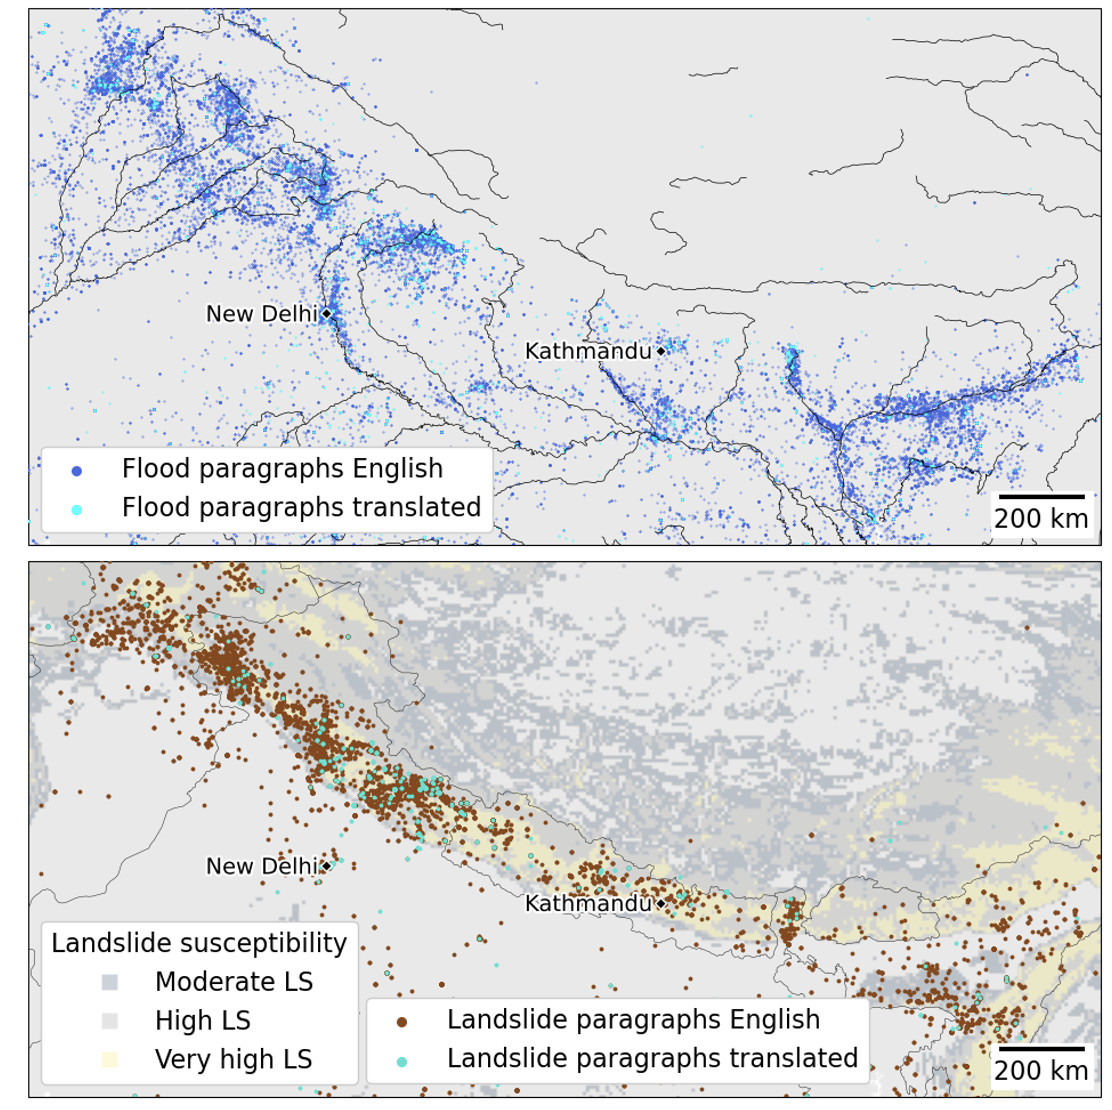 New Delhi
Kathmandu
Flood paragraphs English
Flood paragraphs translated
200 km
New Delhi
Kathmandu
Landslide susceptibility
Moderate LS
High LS
Very high LS
Landslide paragraphs English
Landslide paragraphs translated
200 km